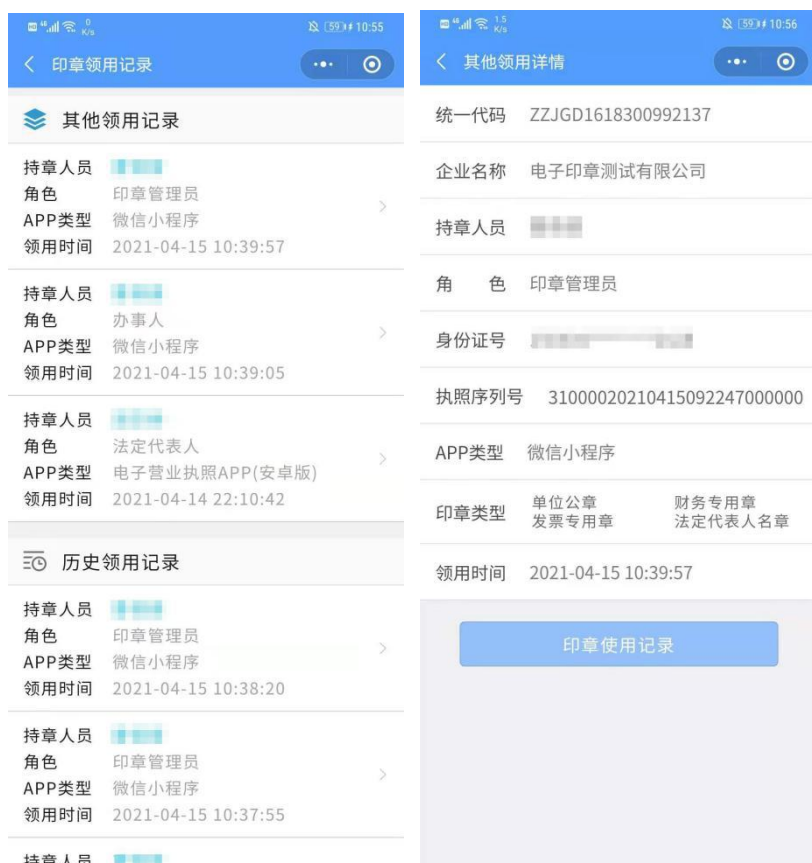 HD 4G 0 K/s 59 10:55
印章领用记录
其他领用记录
持章人员
角色 印章管理员
APP类型 微信小程序
领用时间 2021-04-15 10:39:57
持章人员
角色 办事人
APP类型 微信小程序
领用时间 2021-04-15 10:39:05
持章人员
角色 法定代表人
APP类型 电子营业执照APP(安卓版)
领用时间 2021-04-14 22:10:42
历史领用记录
持章人员
角色 印章管理员
APP类型 微信小程序
领用时间 2021-04-15 10:38:20
持章人员
角色 印章管理员
APP类型 微信小程序
领用时间 2021-04-15 10:37:55
持章人员
HD 4G 1.5 K/s 59 10:56
其他领用详情
统一代码 ZZJGD1618300992137
企业名称 电子印章测试有限公司
持章人员
角 色 印章管理员
身份证号
执照序列号 31000020210415092247000000
APP类型 微信小程序
印章类型 单位公章 财务专用章
发票专用章 法定代表人名章
领用时间 2021-04-15 10:39:57
印章使用记录